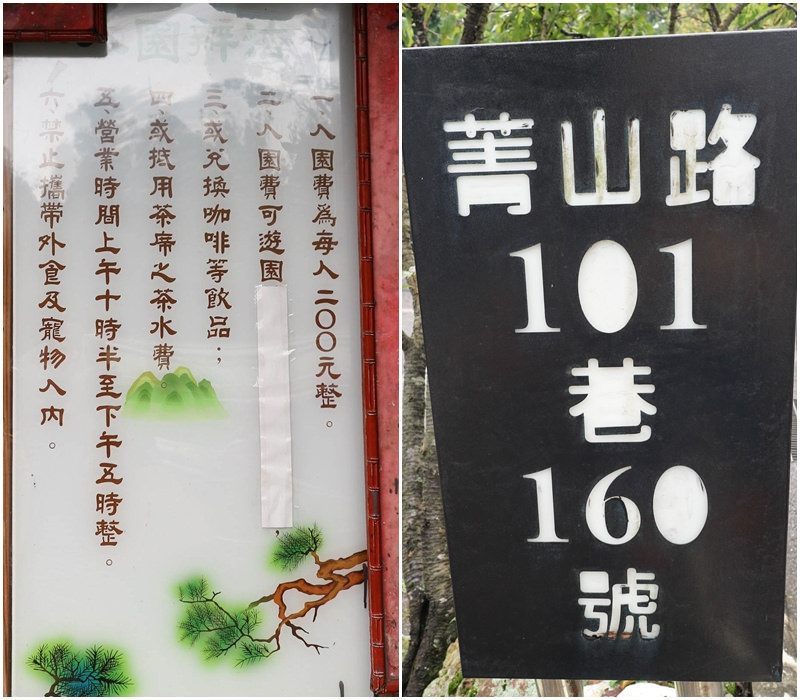 一、入園費為每人二〇〇元整。
二、入園費可遊園
，
三、或兌換咖啡等飲品；
四、或抵用茶席之茶水費。
五、營業時間上午十時半至下午五時整。
六、禁止攜帶外食及寵物入內。
菁山路
101
巷
160
號